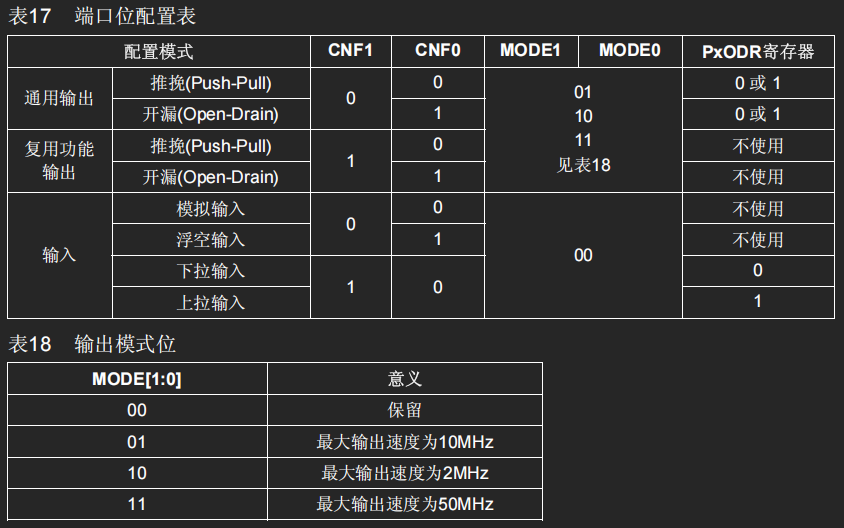 表17 端口位配置表
配置模式 CNF1 CNF0 MODE1 MODE0 PxODR寄存器
通用输出 推挽(Push-Pull) 0 0 01 10 11 见表18 0 或 1
开漏(Open-Drain) 1 0 或 1
复用功能输出 推挽(Push-Pull) 1 0 不使用
开漏(Open-Drain) 1 不使用
输入 模拟输入 0 0 00 不使用
浮空输入 1 不使用
下拉输入 1 0 0
上拉输入 1
表18 输出模式位
MODE[1:0] 意义
00 保留
01 最大输出速度为10MHz
10 最大输出速度为2MHz
11 最大输出速度为50MHz